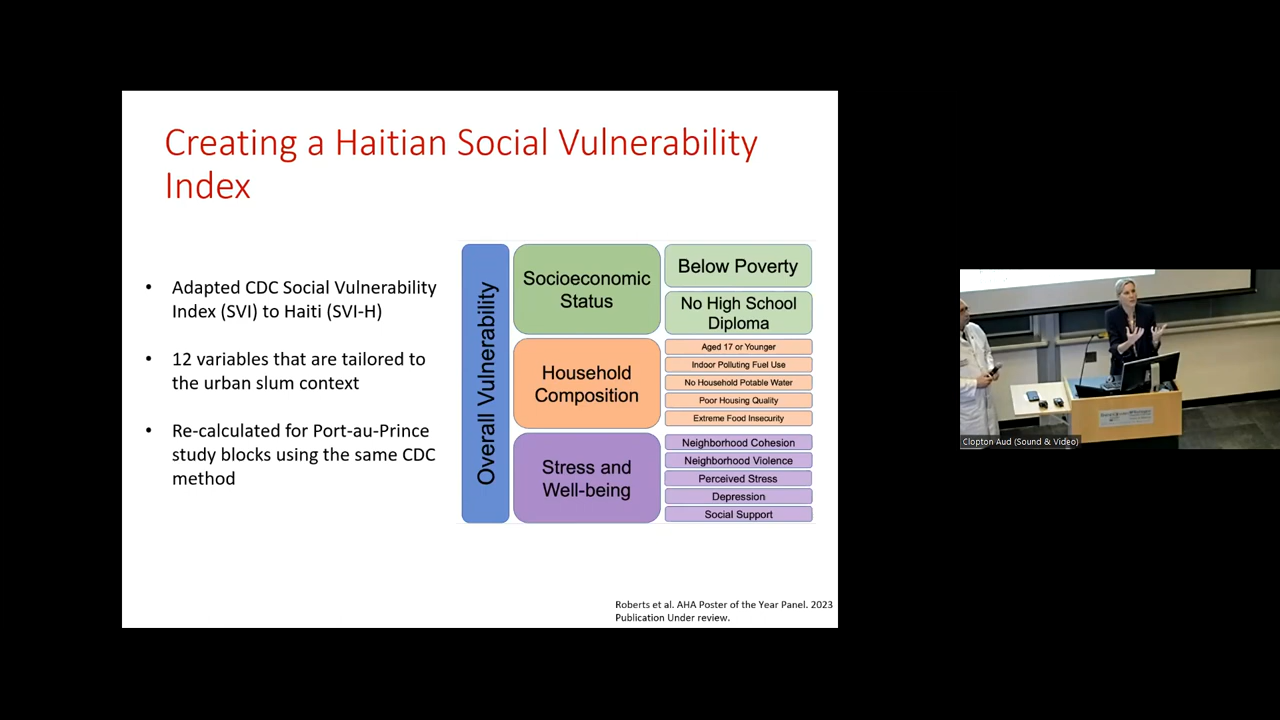 Creating a Haitian Social Vulnerability
Index
• Adapted CDC Social Vulnerability
Index (SVI) to Haiti (SVI-H)
• 12 variables that are tailored to
the urban slum context
• Re-calculated for Port-au-Prince
study blocks using the same CDC
method
Overall Vulnerability
Socioeconomic
Status
Below Poverty
No High School
Diploma
Household
Composition
Aged 17 or Younger
Indoor Polluting Fuel Use
No Household Potable Water
Poor Housing Quality
Extreme Food Insecurity
Stress and
Well-being
Neighborhood Cohesion
Neighborhood Violence
Perceived Stress
Depression
Social Support
Roberts et al. AHA Poster of the Year Panel. 2023
Publication Under review.
Clopton Aud (Sound & Video)